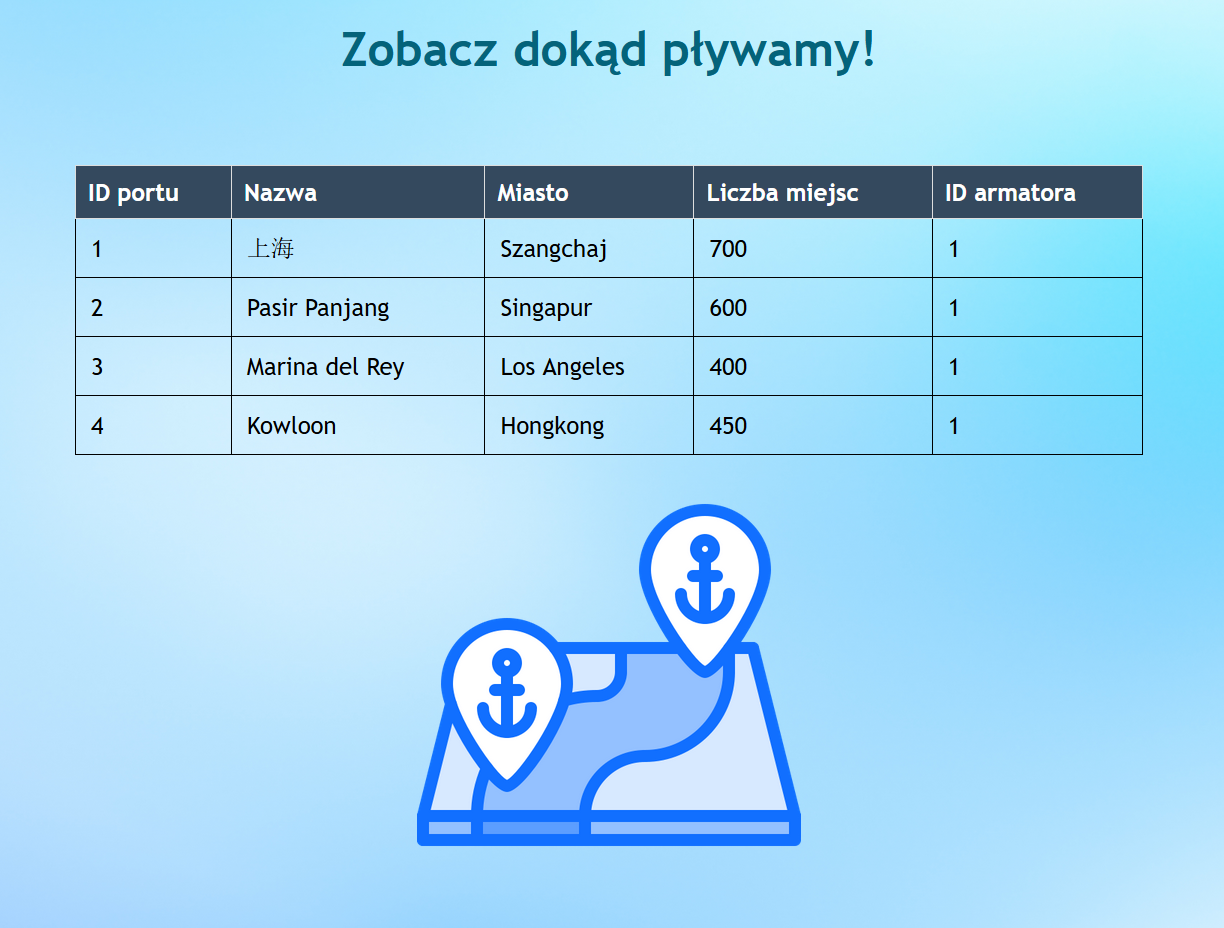 Zobacz dokąd pływamy!
ID portu Nazwa Miasto Liczba miejsc ID armatora
1 上海 Szangchaj 700 1
2 Pasir Panjang Singapur 600 1
3 Marina del Rey Los Angeles 400 1
4 Kowloon Hongkong 450 1